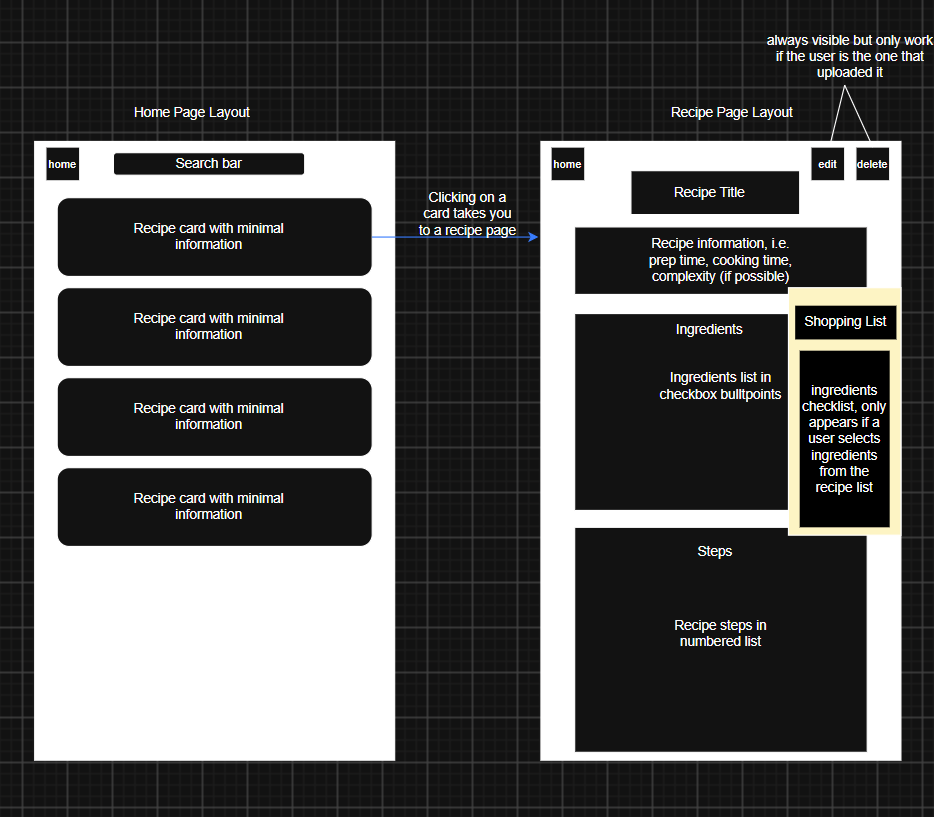 always visible but only work
if the user is the one that
uploaded it
Home Page Layout
Recipe Page Layout
home
Search bar
Recipe card with minimal
information
Recipe card with minimal
information
Recipe card with minimal
information
Recipe card with minimal
information
Clicking on a
card takes you
to a recipe page
home
edit
delete
Recipe Title
Recipe information, i.e.
prep time, cooking time,
complexity (if possible)
Ingredients
Ingredients list in
checkbox bulltpoints
Shopping List
ingredients
checklist, only
appears if a
user selects
ingredients
from the
recipe list
Steps
Recipe steps in
numbered list